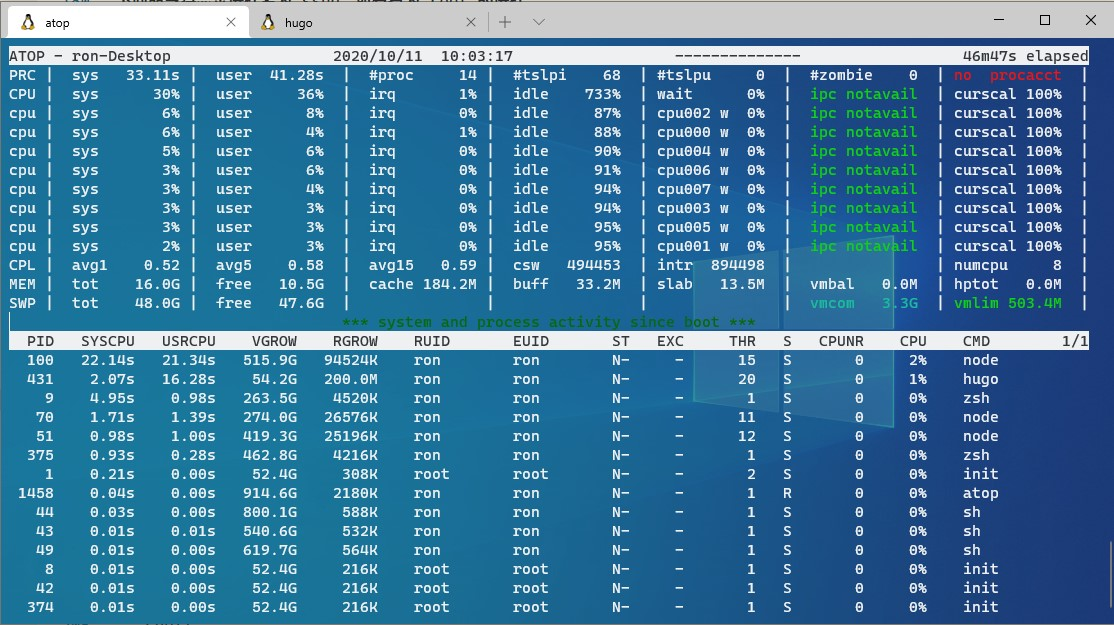 atop
hugo
ATOP - ron-Desktop 2020/10/11 10:03:17 -------------- 46m47s elapsed
PRC | sys 33.11s | user 41.28s | #proc 14 | #tslpi 68 | #tslpu 0 | #zombie 0 | no procacct |
CPU | sys 30% | user 36% | irq 1% | idle 733% | wait 0% | ipc notavail | curscal 100% |
cpu | sys 6% | user 8% | irq 0% | idle 87% | cpu002 w 0% | ipc notavail | curscal 100% |
cpu | sys 6% | user 4% | irq 1% | idle 88% | cpu000 w 0% | ipc notavail | curscal 100% |
cpu | sys 5% | user 6% | irq 0% | idle 90% | cpu004 w 0% | ipc notavail | curscal 100% |
cpu | sys 3% | user 6% | irq 0% | idle 91% | cpu006 w 0% | ipc notavail | curscal 100% |
cpu | sys 3% | user 4% | irq 0% | idle 94% | cpu007 w 0% | ipc notavail | curscal 100% |
cpu | sys 3% | user 3% | irq 0% | idle 94% | cpu003 w 0% | ipc notavail | curscal 100% |
cpu | sys 3% | user 3% | irq 0% | idle 95% | cpu005 w 0% | ipc notavail | curscal 100% |
cpu | sys 2% | user 3% | irq 0% | idle 95% | cpu001 w 0% | ipc notavail | curscal 100% |
CPL | avg1 0.52 | avg5 0.58 | avg15 0.59 | csw 494453 | intr 894498 | | numcpu 8 |
MEM | tot 16.0G | free 10.5G | cache 184.2M | buff 33.2M | slab 13.5M | vmbal 0.0M | hptot 0.0M |
SWP | tot 48.0G | free 47.6G | | | | vmcom 3.3G | vmlim 503.4M |
*** system and process activity since boot ***
PID SYSCPU USRCPU VGROW RGROW RUID EUID ST EXC THR S CPUNR CPU CMD 1/1
100 22.14s 21.34s 515.9G 94524K ron ron N- - 15 S 0 2% node
431 2.07s 16.28s 54.2G 200.0M ron ron N- - 20 S 0 1% hugo
9 4.95s 0.98s 263.5G 4520K ron ron N- - 1 S 0 0% zsh
70 1.71s 1.39s 274.0G 26576K ron ron N- - 11 S 0 0% node
51 0.98s 1.00s 419.3G 25196K ron ron N- - 12 S 0 0% node
375 0.93s 0.28s 462.8G 4216K ron ron N- - 1 S 0 0% zsh
1 0.21s 0.00s 52.4G 308K root root N- - 2 S 0 0% init
1458 0.04s 0.00s 914.6G 2180K ron ron N- - 1 R 0 0% atop
44 0.03s 0.00s 800.1G 588K ron ron N- - 1 S 0 0% sh
43 0.01s 0.01s 540.6G 532K ron ron N- - 1 S 0 0% sh
49 0.01s 0.00s 619.7G 564K ron ron N- - 1 S 0 0% sh
8 0.01s 0.00s 52.4G 216K root root N- - 1 S 0 0% init
42 0.01s 0.00s 52.4G 216K root root N- - 1 S 0 0% init
374 0.01s 0.00s 52.4G 216K root root N- - 1 S 0 0% init